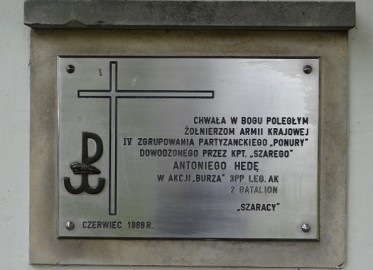 CHWAŁA W BOGU POLEGŁYM
ŻOŁNIERZOM ARMII KRAJOWEJ
IV ZGRUPOWANIA PARTYZANCKIEGO „PONURY"
DOWODZONEGO PRZEZ KPT. „SZAREGO"
ANTONIEGO HEDĘ
W AKCJI „BURZA" 3PP LEG. AK
2 BATALION
„SZARACY"
CZERWIEC 1988 R.